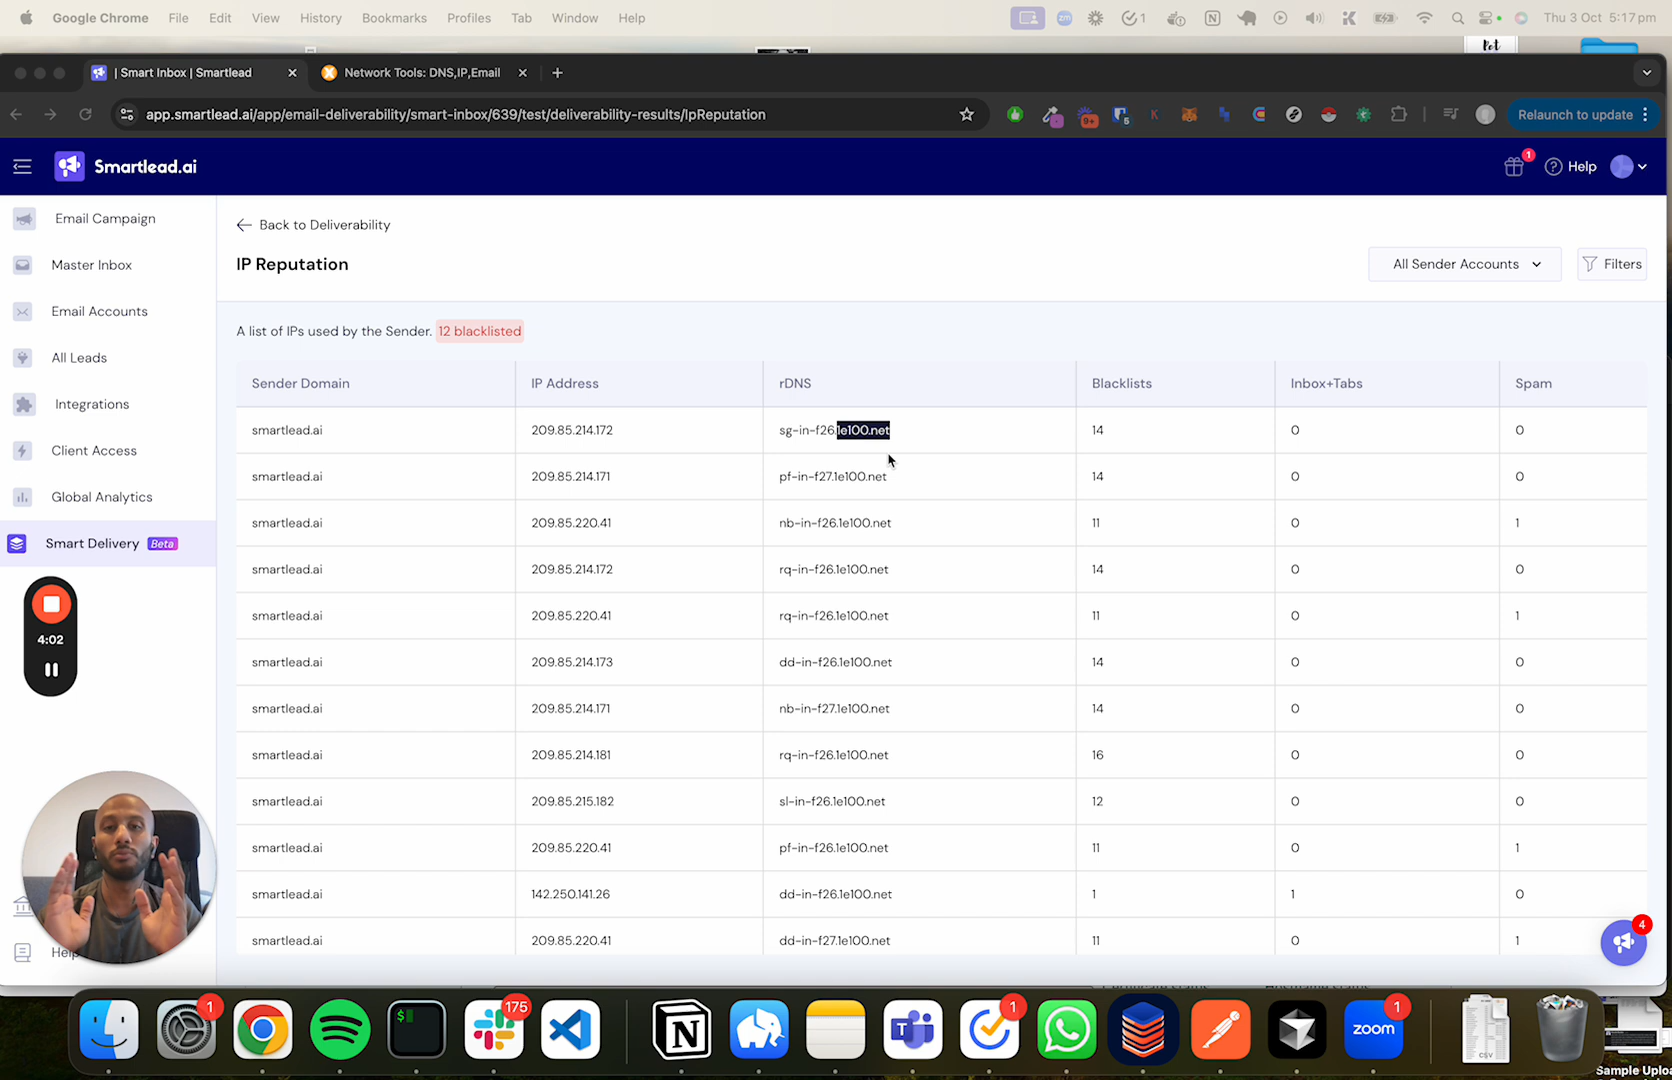 Google Chrome File Edit View History Bookmarks Profiles Tab Window Help
1
Thu 3 Oct 5:17 pm
| Smart Inbox | Smartlead
Network Tools: DNS,IP,Email
app.smartlead.ai/app/email-deliverability/smart-inbox/639/test/deliverability-results/IpReputation
9+
5
Relaunch to update
Smartlead.ai
1
Help
Email Campaign
Master Inbox
Email Accounts
All Leads
Integrations
Client Access
Global Analytics
Smart Delivery Beta
4:02
Help
Back to Deliverability
IP Reputation
All Sender Accounts
Filters
A list of IPs used by the Sender. 12 blacklisted
Sender Domain IP Address rDNS Blacklists Inbox+Tabs Spam
smartlead.ai 209.85.214.172 sg-in-f26.1e100.net 14 0 0
smartlead.ai 209.85.214.171 pf-in-f27.1e100.net 14 0 0
smartlead.ai 209.85.220.41 nb-in-f26.1e100.net 11 0 1
smartlead.ai 209.85.214.172 rq-in-f26.1e100.net 14 0 0
smartlead.ai 209.85.220.41 rq-in-f26.1e100.net 11 0 1
smartlead.ai 209.85.214.173 dd-in-f26.1e100.net 14 0 0
smartlead.ai 209.85.214.171 nb-in-f27.1e100.net 14 0 0
smartlead.ai 209.85.214.181 rq-in-f26.1e100.net 16 0 0
smartlead.ai 209.85.215.182 sl-in-f26.1e100.net 12 0 0
smartlead.ai 209.85.220.41 pf-in-f26.1e100.net 11 0 1
smartlead.ai 142.250.141.26 dd-in-f26.1e100.net 1 1 0
smartlead.ai 209.85.220.41 dd-in-f27.1e100.net 11 0 1
4
1
175
1
1
zoom
CSV
Sample Uplo